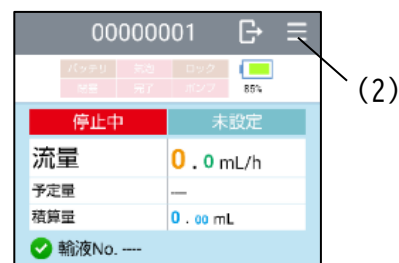 00000001
バッテリ 気泡 ロック
閉塞 完了 ポンプ 85%
(2)
停止中 未設定
流量 0.0 mL/h
予定量 ----
積算量 0.00 mL
輸液No. ----